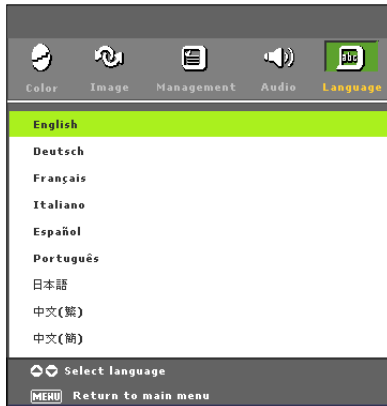 abc
Color Image Management Audio Language
English
Deutsch
Français
Italiano
Español
Português
日本語
中文(繁)
中文(简)
Select language
MENU Return to main menu